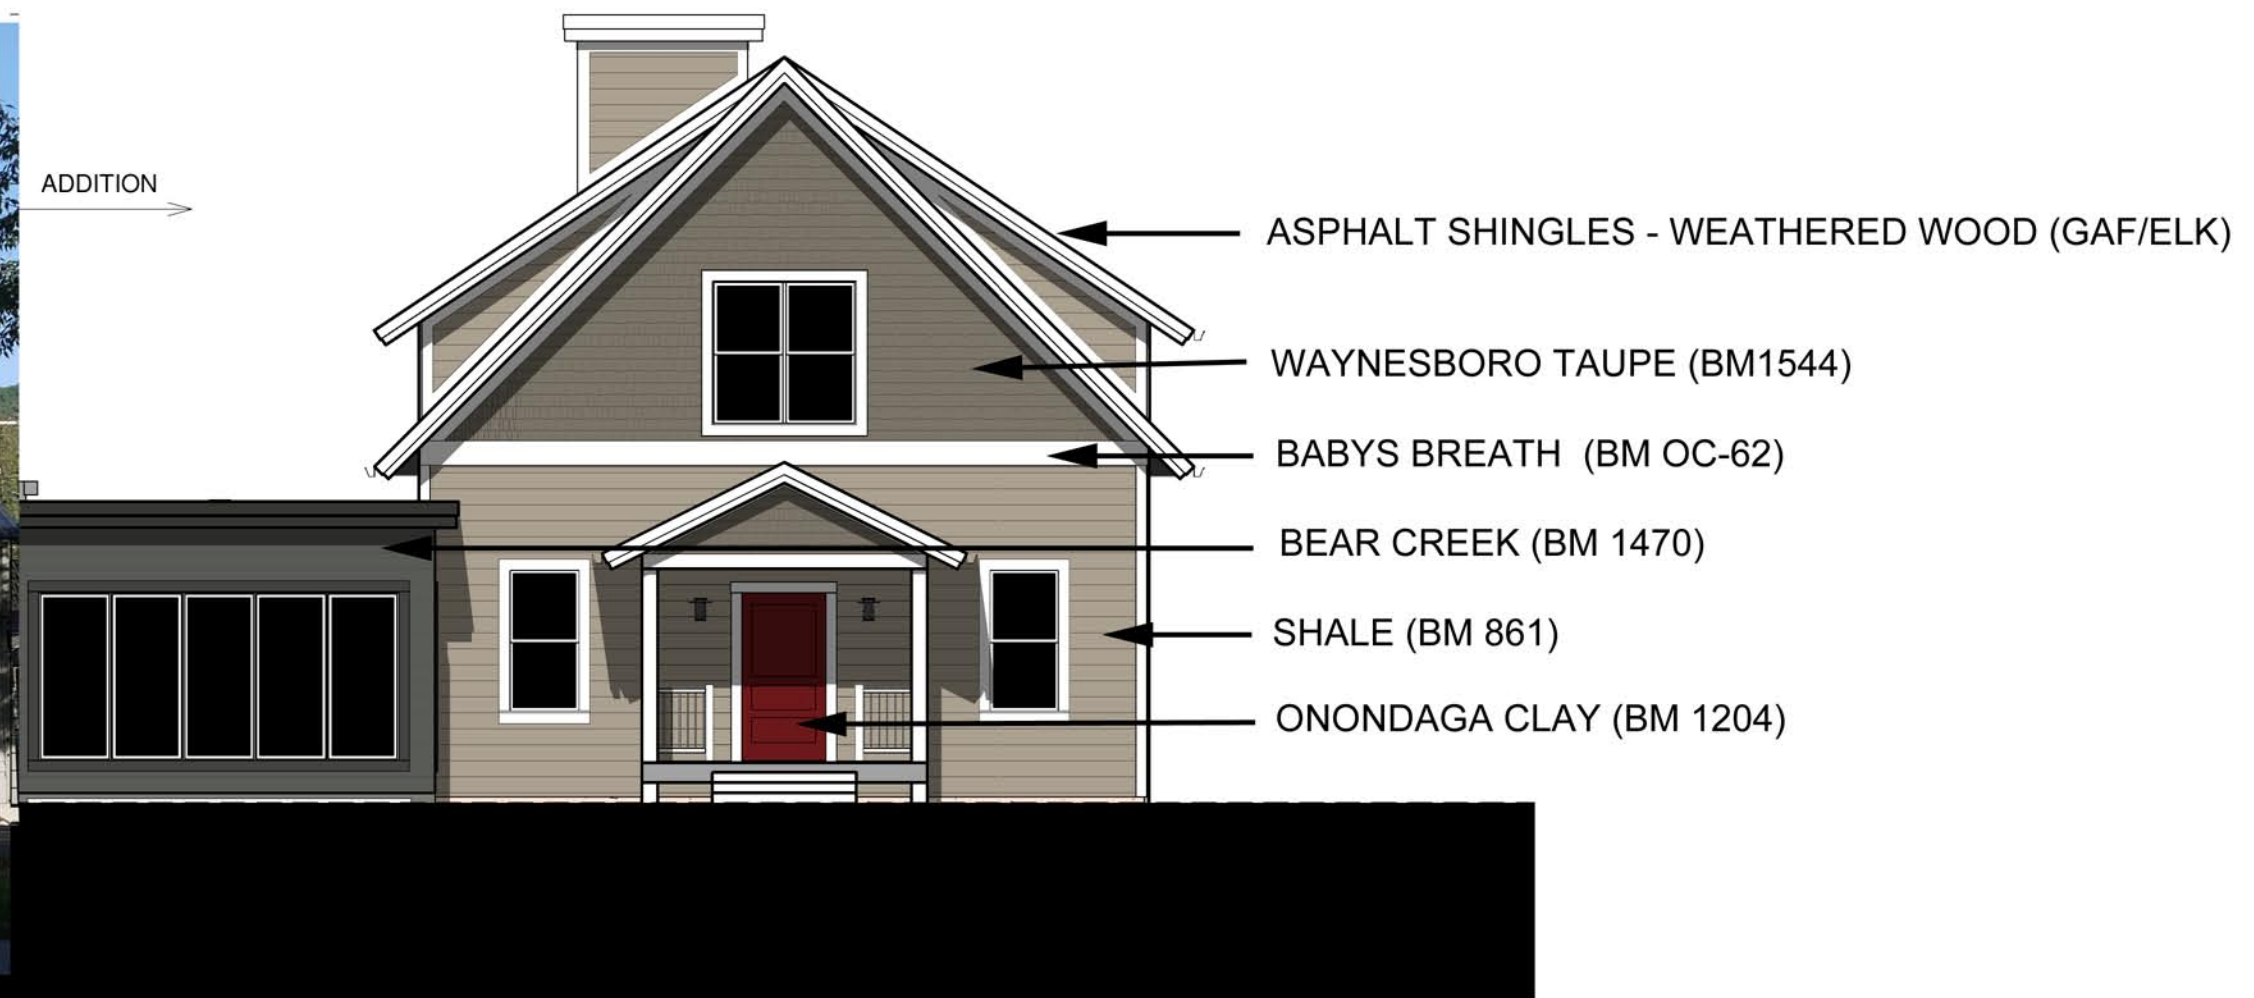 ADDITION
ASPHALT SHINGLES - WEATHERED WOOD (GAF/ELK)
WAYNESBORO TAUPE (BM1544)
BABYS BREATH (BM OC-62)
BEAR CREEK (BM 1470)
SHALE (BM 861)
ONONDAGA CLAY (BM 1204)